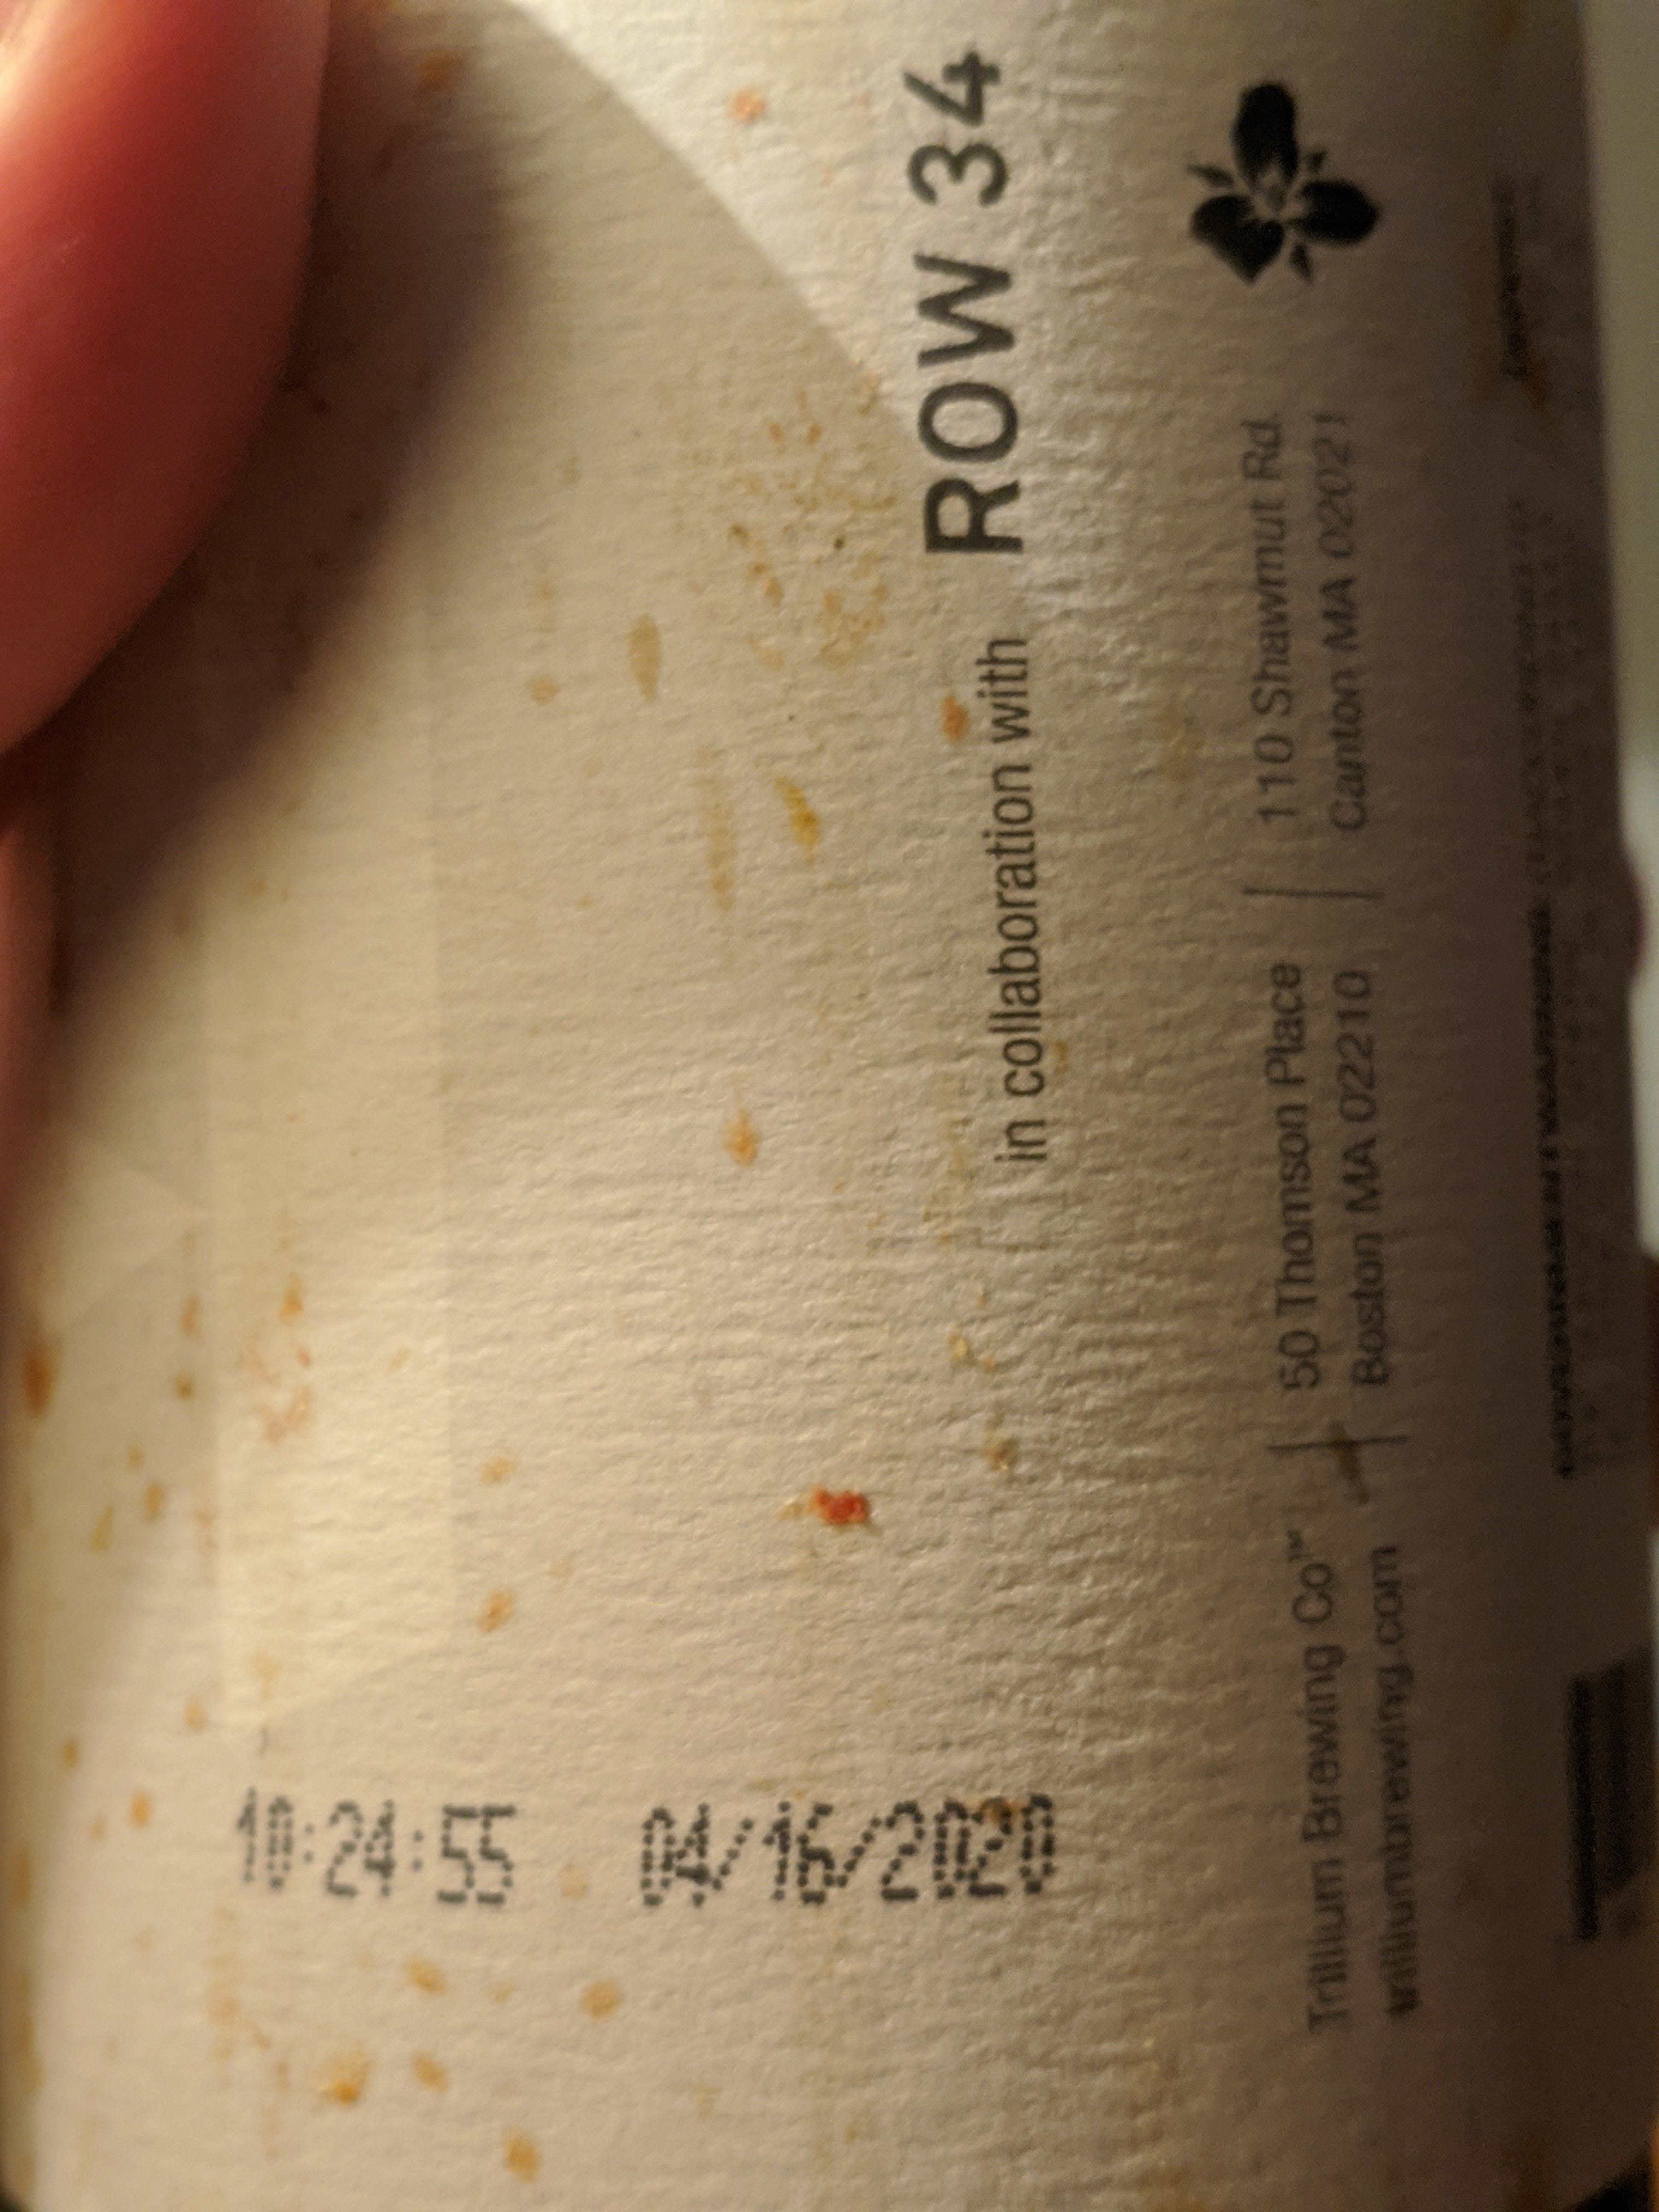 10:24:55 04/16/2020
in collaboration with ROW 34
Trillium Brewing Co™ | 50 Thomson Place | 110 Shawmut Rd
trilliumbrewing.com | Boston MA 02210 | Canton MA 02021